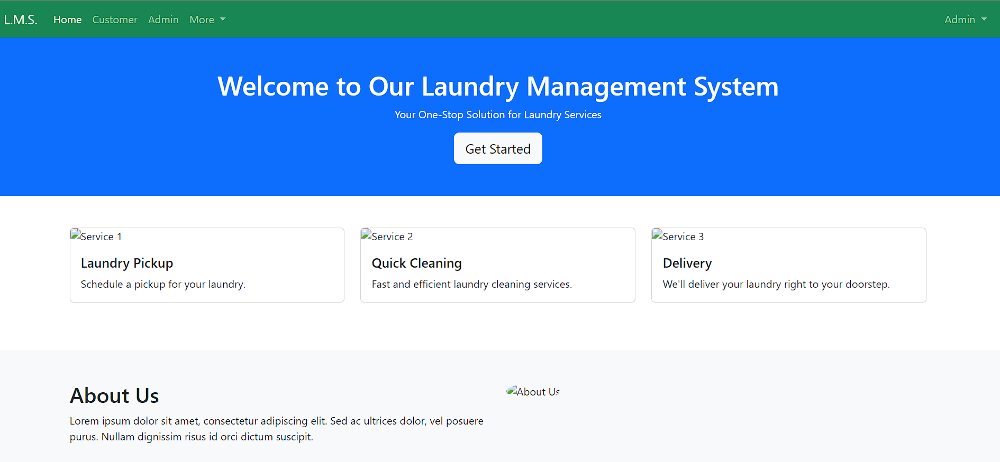 L.M.S. Home Customer Admin More Admin
Welcome to Our Laundry Management System
Your One-Stop Solution for Laundry Services
Get Started
Service 1
Laundry Pickup
Schedule a pickup for your laundry.
Service 2
Quick Cleaning
Fast and efficient laundry cleaning services.
Service 3
Delivery
We'll deliver your laundry right to your doorstep.
About Us
Lorem ipsum dolor sit amet, consectetur adipiscing elit. Sed ac ultrices dolor, vel posuere
purus. Nullam dignissim risus id orci dictum suscipit.
About Us